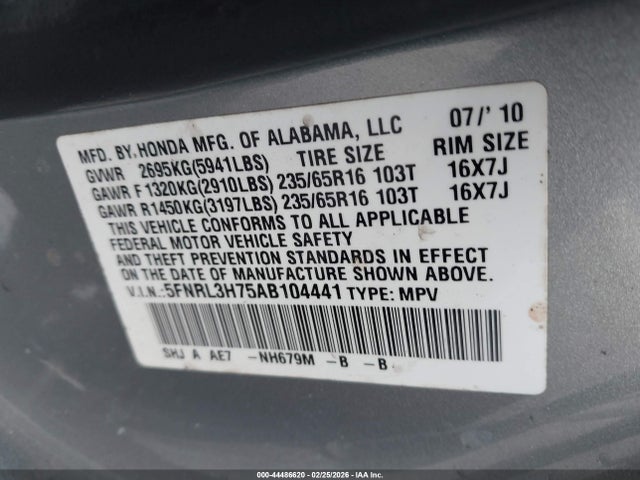 MFD. BY HONDA MFG. OF ALABAMA, LLC 07/' 10
GVWR 2695KG(5941LBS) TIRE SIZE RIM SIZE
GAWR F 1320KG(2910LBS) 235/65R16 103T 16X7J
GAWR R1450KG(3197LBS) 235/65R16 103T 16X7J
THIS VEHICLE CONFORMS TO ALL APPLICABLE
FEDERAL MOTOR VEHICLE SAFETY
AND THEFT PREVENTION STANDARDS IN EFFECT
ON THE DATE OF MANUFACTURE SHOWN ABOVE.
V.I.N.:5FNRL3H75AB104441 TYPE: MPV
SHJ A AE7 -NH679M -B -B
000-44486620 - 02/25/2026 - IAA Inc.